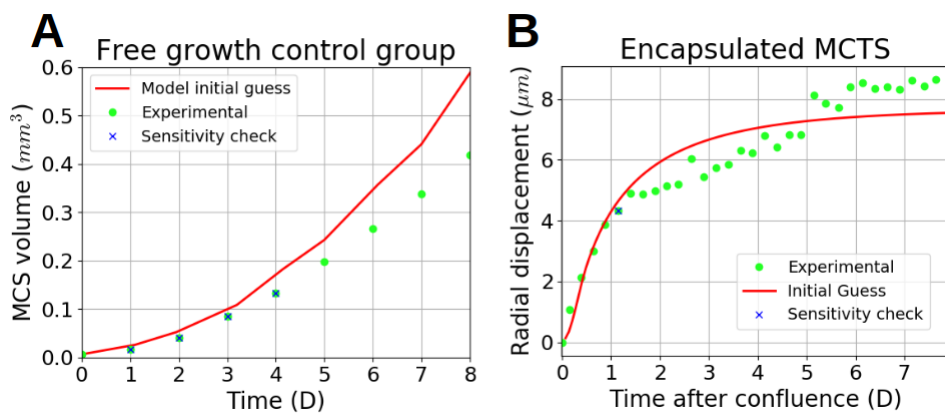 A
Free growth control group
MCS volume (mm³)
0.6
0.5
0.4
0.3
0.2
0.1
0.0
Model initial guess
Experimental
Sensitivity check
0 1 2 3 4 5 6 7 8
Time (D)
B
Encapsulated MCTS
Radial displacement (μm)
8
6
4
2
0
Experimental
Initial Guess
Sensitivity check
0 1 2 3 4 5 6 7
Time after confluence (D)